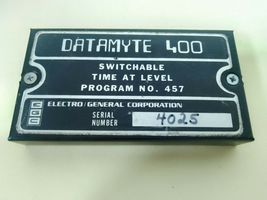 DATAMYTE 400
SWITCHABLE
TIME AT LEVEL
PROGRAM NO. 457
EGC ELECTRO/GENERAL CORPORATION
SERIAL
NUMBER 4025